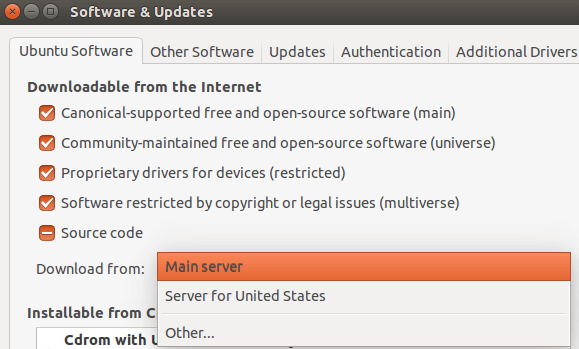 Software & Updates
Ubuntu Software Other Software Updates Authentication Additional Drivers
Downloadable from the Internet
Canonical-supported free and open-source software (main)
Community-maintained free and open-source software (universe)
Proprietary drivers for devices (restricted)
Software restricted by copyright or legal issues (multiverse)
Source code
Download from: Main server
Server for United States
Installable from C
Other...
Cdrom with U